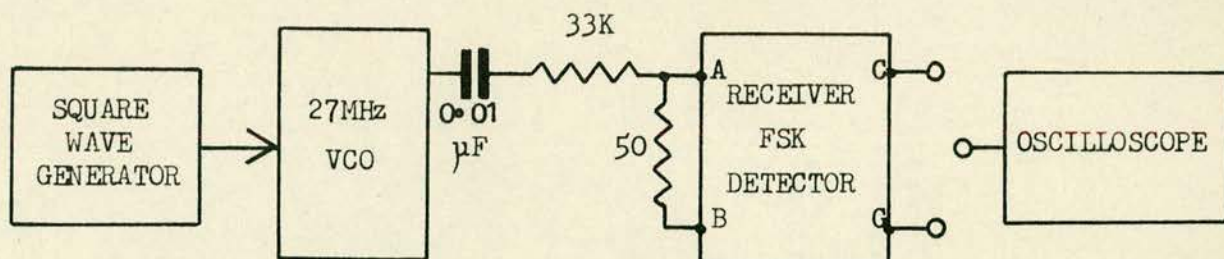 SQUARE
WAVE
GENERATOR
27MHz
VCO
0.01
μF
33K
50
A
B
RECEIVER
FSK
DETECTOR
C
G
OSCILLOSCOPE